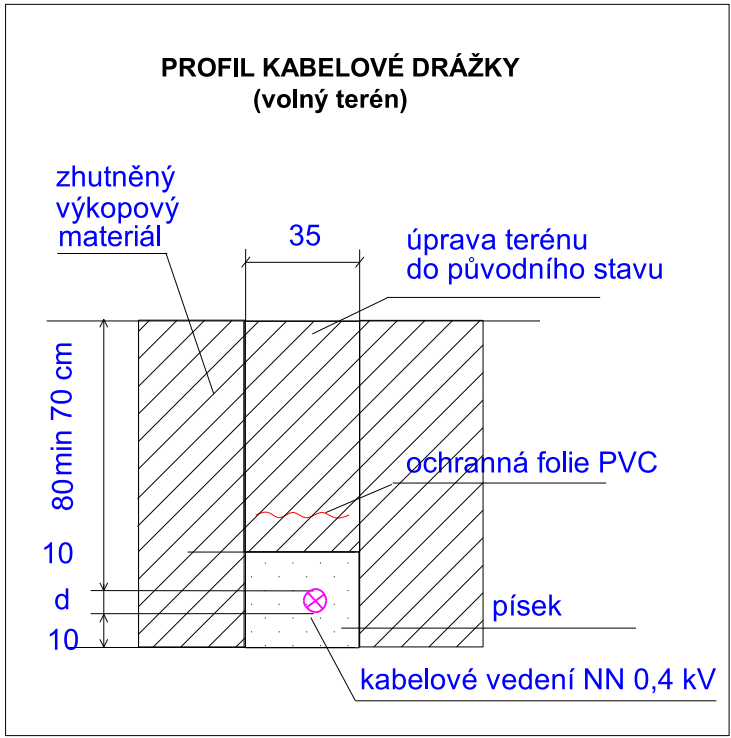 PROFIL KABELOVÉ DRÁŽKY
(volný terén)
zhutněný
výkopový
materiál
35
úprava terénu
do původního stavu
80 min 70 cm
ochranná folie PVC
10
d
10
písek
kabelové vedení NN 0,4 kV